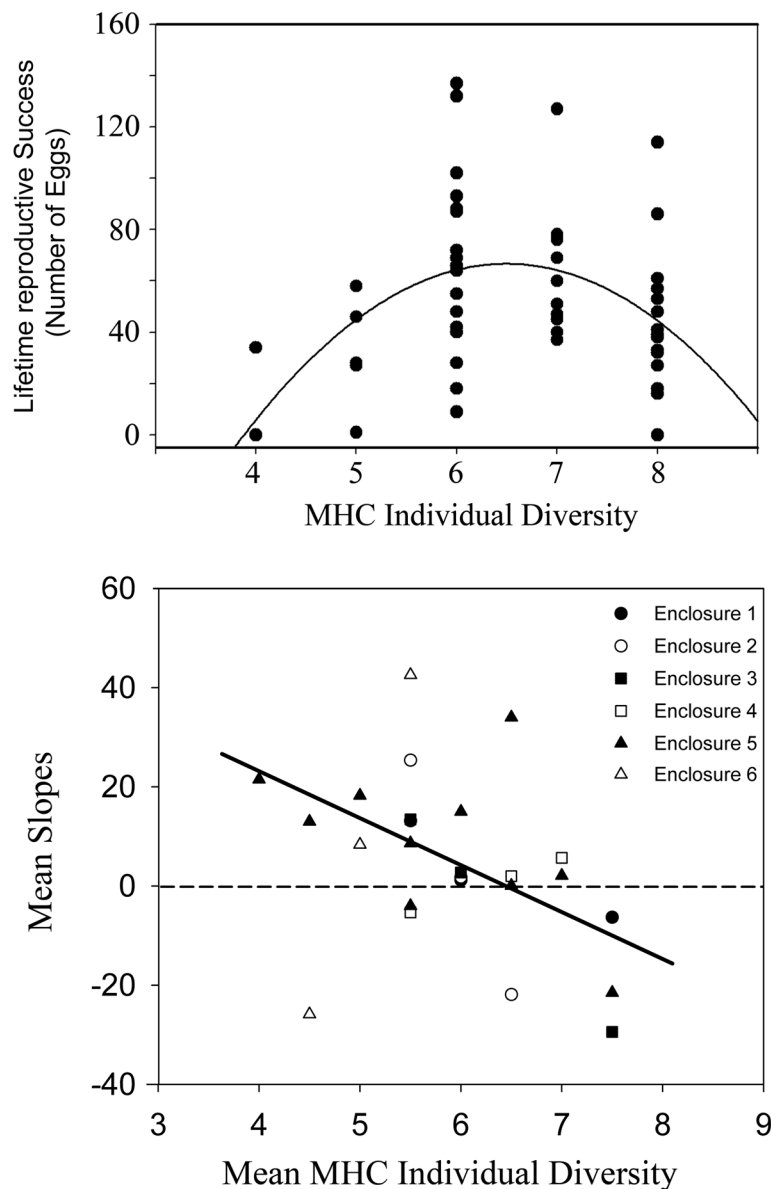 Lifetime reproductive Success
(Number of Eggs)
160
120
80
40
0
4 5 6 7 8
MHC Individual Diversity
Mean Slopes
60
40
20
0
-20
-40
Enclosure 1
Enclosure 2
Enclosure 3
Enclosure 4
Enclosure 5
Enclosure 6
3 4 5 6 7 8 9
Mean MHC Individual Diversity